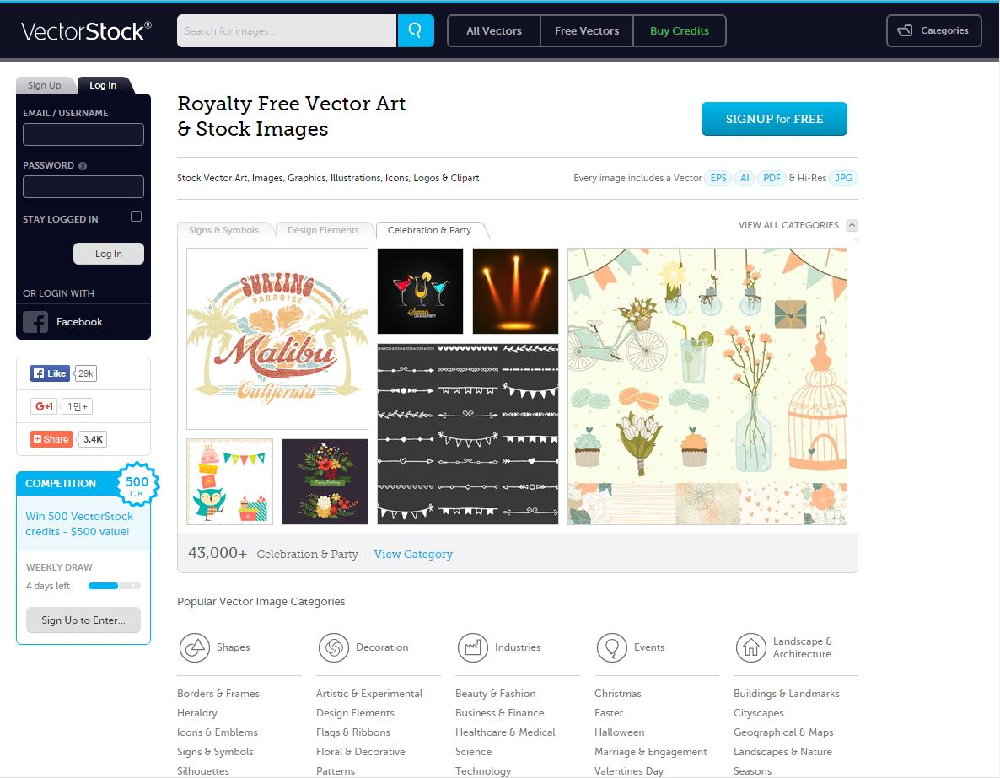 VectorStock®
Search for images...
All Vectors
Free Vectors
Buy Credits
Categories
Sign Up
Log In
EMAIL / USERNAME
PASSWORD
STAY LOGGED IN
Log In
OR LOGIN WITH
Facebook
Like
29k
G+1
1만+
Share
3.4K
COMPETITION
500
CR
Win 500 VectorStock
credits - $500 value!
WEEKLY DRAW
4 days left
Sign Up to Enter...
Royalty Free Vector Art
& Stock Images
SIGNUP for FREE
Stock Vector Art, Images, Graphics, Illustrations, Icons, Logos & Clipart
Every image includes a Vector EPS AI PDF & Hi-Res JPG
Signs & Symbols
Design Elements
Celebration & Party
VIEW ALL CATEGORIES
SURFING
PARADISE
Malibu
California
Summer
COCKTAIL PARTY
43,000+ Celebration & Party — View Category
Popular Vector Image Categories
Shapes
Decoration
Industries
Events
Landscape &
Architecture
Borders & Frames
Artistic & Experimental
Beauty & Fashion
Christmas
Buildings & Landmarks
Heraldry
Design Elements
Business & Finance
Easter
Cityscapes
Icons & Emblems
Flags & Ribbons
Healthcare & Medical
Halloween
Geographical & Maps
Signs & Symbols
Floral & Decorative
Science
Marriage & Engagement
Landscapes & Nature
Silhouettes
Patterns
Technology
Valentines Day
Seasons